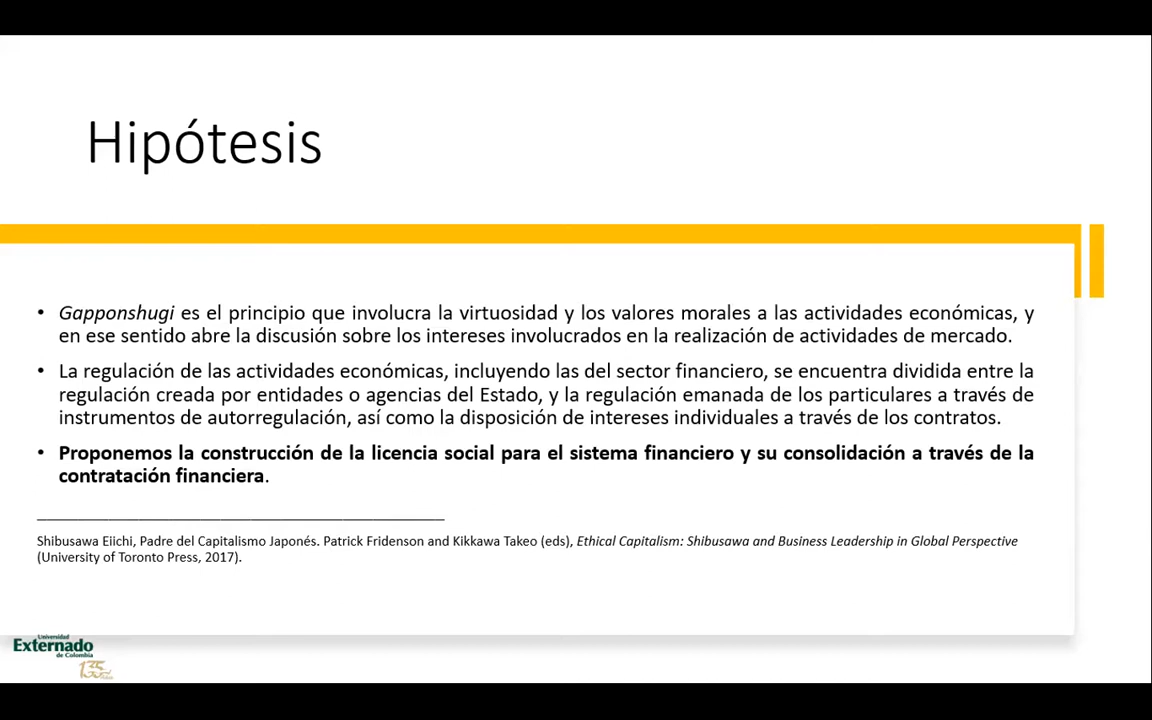 Hipótesis
• Gapponshugi es el principio que involucra la virtuosidad y los valores morales a las actividades económicas, y
en ese sentido abre la discusión sobre los intereses involucrados en la realización de actividades de mercado.
• La regulación de las actividades económicas, incluyendo las del sector financiero, se encuentra dividida entre la
regulación creada por entidades o agencias del Estado, y la regulación emanada de los particulares a través de
instrumentos de autorregulación, así como la disposición de intereses individuales a través de los contratos.
• Proponemos la construcción de la licencia social para el sistema financiero y su consolidación a través de la
contratación financiera.
Shibusawa Eiichi, Padre del Capitalismo Japonés. Patrick Fridenson and Kikkawa Takeo (eds), Ethical Capitalism: Shibusawa and Business Leadership in Global Perspective
(University of Toronto Press, 2017).
Universidad
Externado
de Colombia
135